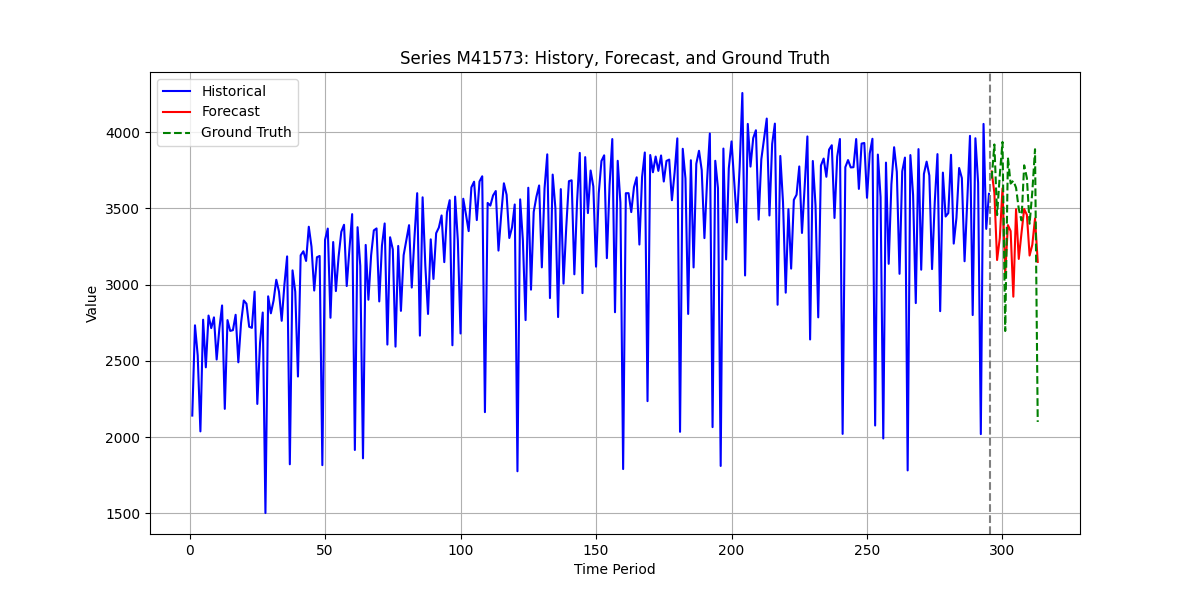 Series M41573: History, Forecast, and Ground Truth
Historical
Forecast
Ground Truth
Value
4000
3500
3000
2500
2000
1500
0 50 100 150 200 250 300
Time Period